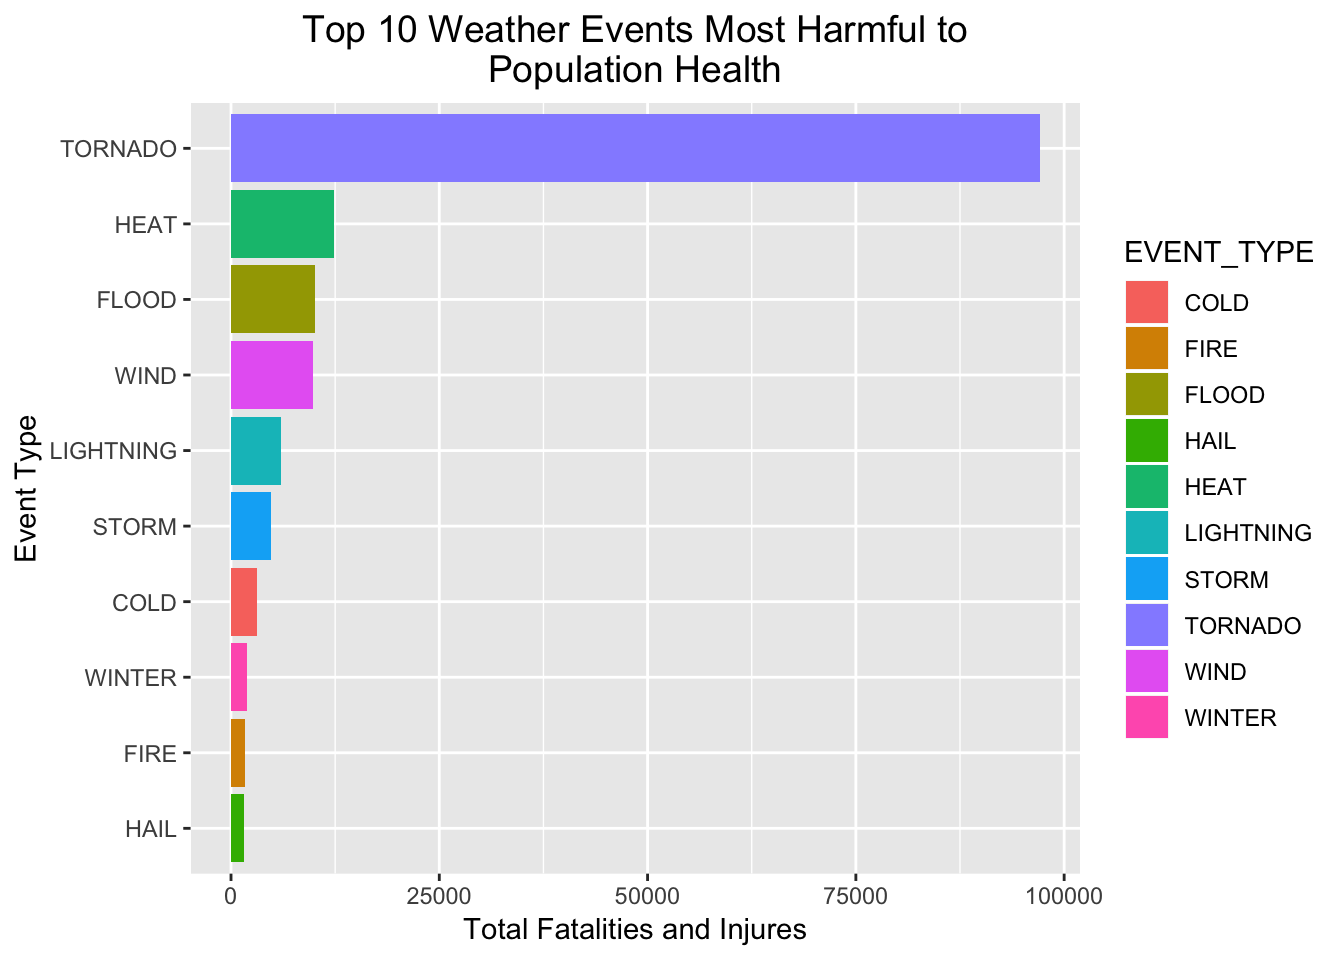 Top 10 Weather Events Most Harmful to
Population Health
Event Type
TORNADO
HEAT
FLOOD
WIND
LIGHTNING
STORM
COLD
WINTER
FIRE
HAIL
0 25000 50000 75000 100000
Total Fatalities and Injures
EVENT_TYPE
COLD
FIRE
FLOOD
HAIL
HEAT
LIGHTNING
STORM
TORNADO
WIND
WINTER